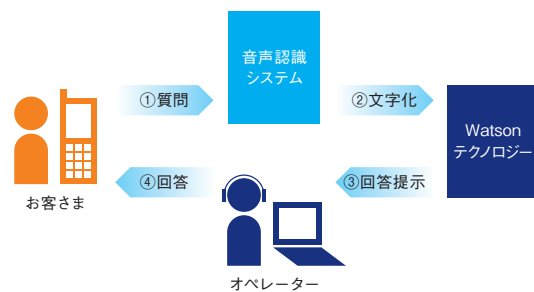 音声認識
システム
①質問
②文字化
Watson
テクノロジー
④回答
③回答提示
お客さま
オペレーター